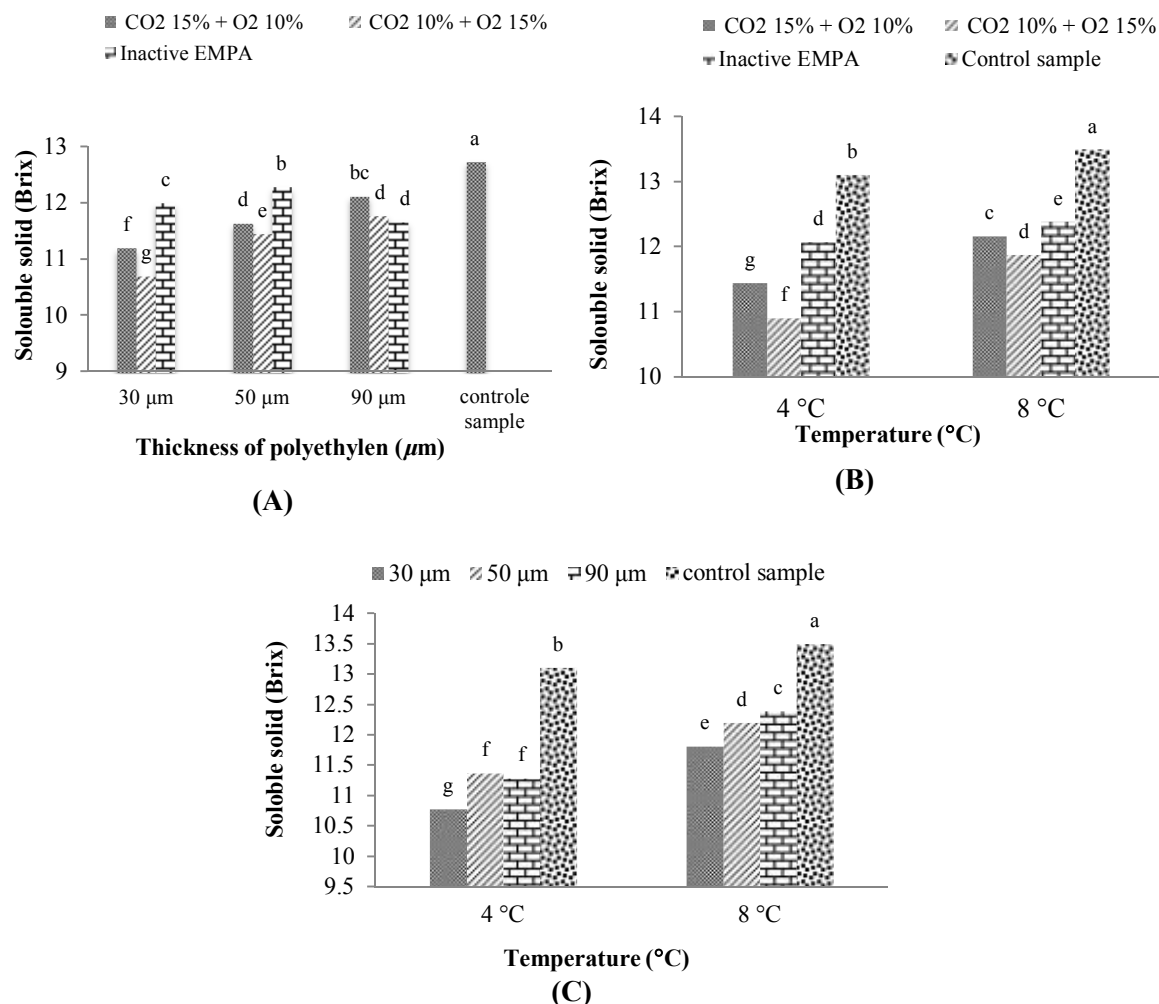 CO2 15% + O2 10% CO2 10% + O2 15%
Inactive EMPA
Solouble solid (Brix)
13
12
11
10
9
f
g
c
d
e
b
bc
d
d
a
30 μm 50 μm 90 μm controle
sample
Thickness of polyethylen (μm)
(A)
CO2 15% + O2 10% CO2 10% + O2 15%
Inactive EMPA Control sample
Solouble solid (Brix)
14
13
12
11
10
g
f
d
b
c
d
e
a
4 °C 8 °C
Temperature (°C)
(B)
30 μm 50 μm 90 μm control sample
Soloble solid (Brix)
14
13.5
13
12.5
12
11.5
11
10.5
10
9.5
g
f
f
b
e
d
c
a
4 °C 8 °C
Temperature (°C)
(C)